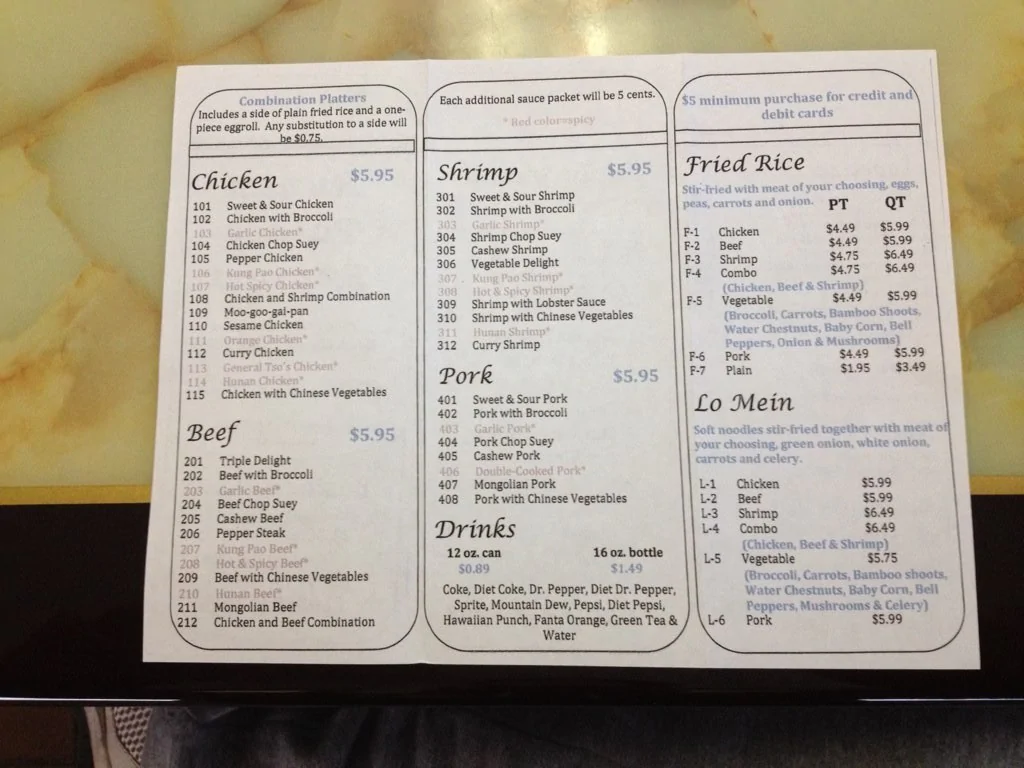 Combination Platters
Includes a side of plain fried rice and a one-
piece eggroll. Any substitution to a side will
be $0.75.
Chicken $5.95
101 Sweet & Sour Chicken
102 Chicken with Broccoli
103 Garlic Chicken*
104 Chicken Chop Suey
105 Pepper Chicken
106 Kung Pao Chicken*
107 Hot Spicy Chicken*
108 Chicken and Shrimp Combination
109 Moo-goo-gai-pan
110 Sesame Chicken
111 Orange Chicken*
112 Curry Chicken
113 General Tso's Chicken*
114 Hunan Chicken*
115 Chicken with Chinese Vegetables
Beef $5.95
201 Triple Delight
202 Beef with Broccoli
203 Garlic Beef*
204 Beef Chop Suey
205 Cashew Beef
206 Pepper Steak
207 Kung Pao Beef*
208 Hot & Spicy Beef*
209 Beef with Chinese Vegetables
210 Hunan Beef*
211 Mongolian Beef
212 Chicken and Beef Combination
Each additional sauce packet will be 5 cents.
* Red color=spicy
Shrimp $5.95
301 Sweet & Sour Shrimp
302 Shrimp with Broccoli
303 Garlic Shrimp*
304 Shrimp Chop Suey
305 Cashew Shrimp
306 Vegetable Delight
307 . Kung Pao Shrimp*
308 Hot & Spicy Shrimp*
309 Shrimp with Lobster Sauce
310 Shrimp with Chinese Vegetables
311 Hunan Shrimp*
312 Curry Shrimp
Pork $5.95
401 Sweet & Sour Pork
402 Pork with Broccoli
403 Garlic Pork*
404 Pork Chop Suey
405 Cashew Pork
406 Double-Cooked Pork*
407 Mongolian Pork
408 Pork with Chinese Vegetables
Drinks
12 oz. can 16 oz. bottle
$0.89 $1.49
Coke, Diet Coke, Dr. Pepper, Diet Dr. Pepper,
Sprite, Mountain Dew, Pepsi, Diet Pepsi,
Hawaiian Punch, Fanta Orange, Green Tea &
Water
$5 minimum purchase for credit and
debit cards
Fried Rice
Stir-fried with meat of your choosing, eggs,
peas, carrots and onion. PT QT
F-1 Chicken $4.49 $5.99
F-2 Beef $4.49 $5.99
F-3 Shrimp $4.75 $6.49
F-4 Combo $4.75 $6.49
(Chicken, Beef & Shrimp)
F-5 Vegetable $4.49 $5.99
(Broccoli, Carrots, Bamboo Shoots,
Water Chestnuts, Baby Corn, Bell
Peppers, Onion & Mushrooms)
F-6 Pork $4.49 $5.99
F-7 Plain $1.95 $3.49
Lo Mein
Soft noodles stir-fried together with meat of
your choosing, green onion, white onion,
carrots and celery.
L-1 Chicken $5.99
L-2 Beef $5.99
L-3 Shrimp $6.49
L-4 Combo $6.49
(Chicken, Beef & Shrimp)
L-5 Vegetable $5.75
(Broccoli, Carrots, Bamboo shoots,
Water Chestnuts, Baby Corn, Bell
Peppers, Mushrooms & Celery)
L-6 Pork $5.99